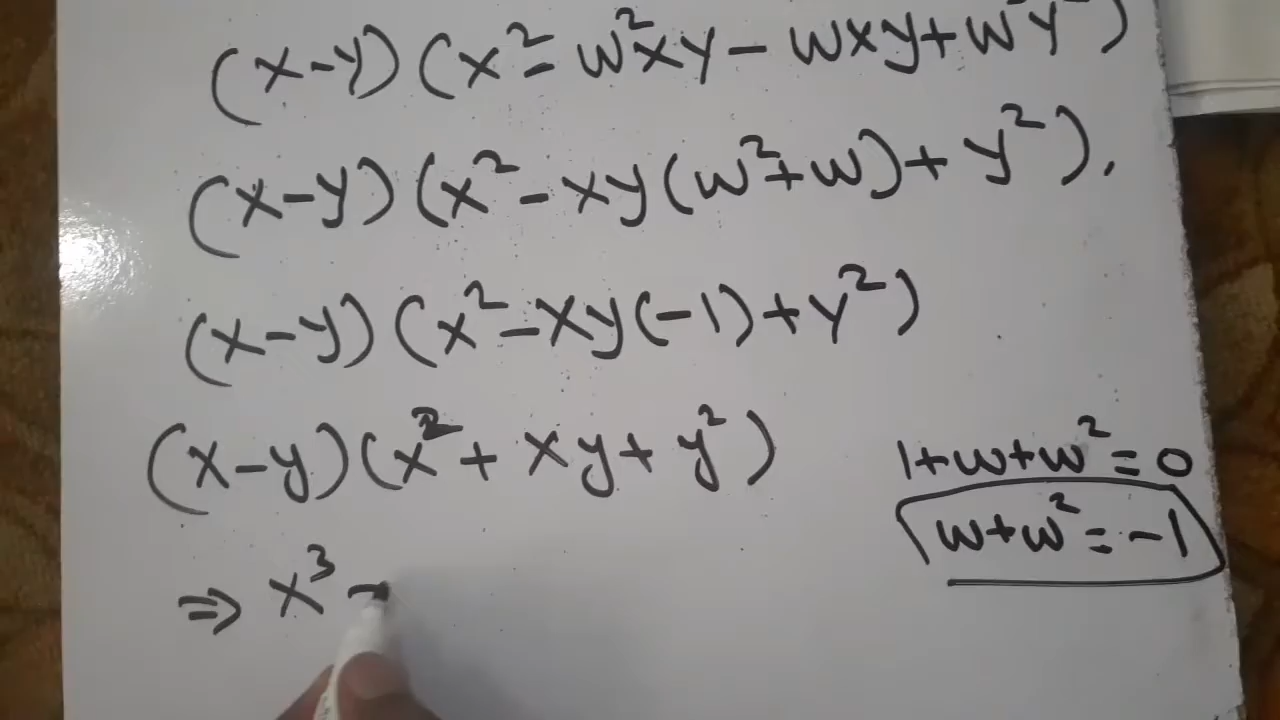 (x-y)(x²-w²xy-wxy+w y )
(x-y)(x²-xy(w²+w)+y²).
(x-y)(x²-xy(-1)+y²)
(x-y)(x²+xy+y²)
1+w+w²=0
w+w²=-1
⇒ x³-